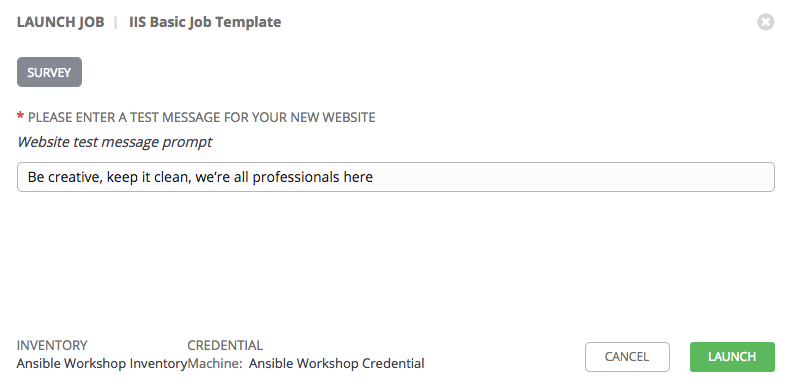 LAUNCH JOB | IIS Basic Job Template
SURVEY
* PLEASE ENTER A TEST MESSAGE FOR YOUR NEW WEBSITE
Website test message prompt
Be creative, keep it clean, we’re all professionals here
INVENTORY CREDENTIAL
Ansible Workshop Inventory Machine: Ansible Workshop Credential
CANCEL LAUNCH